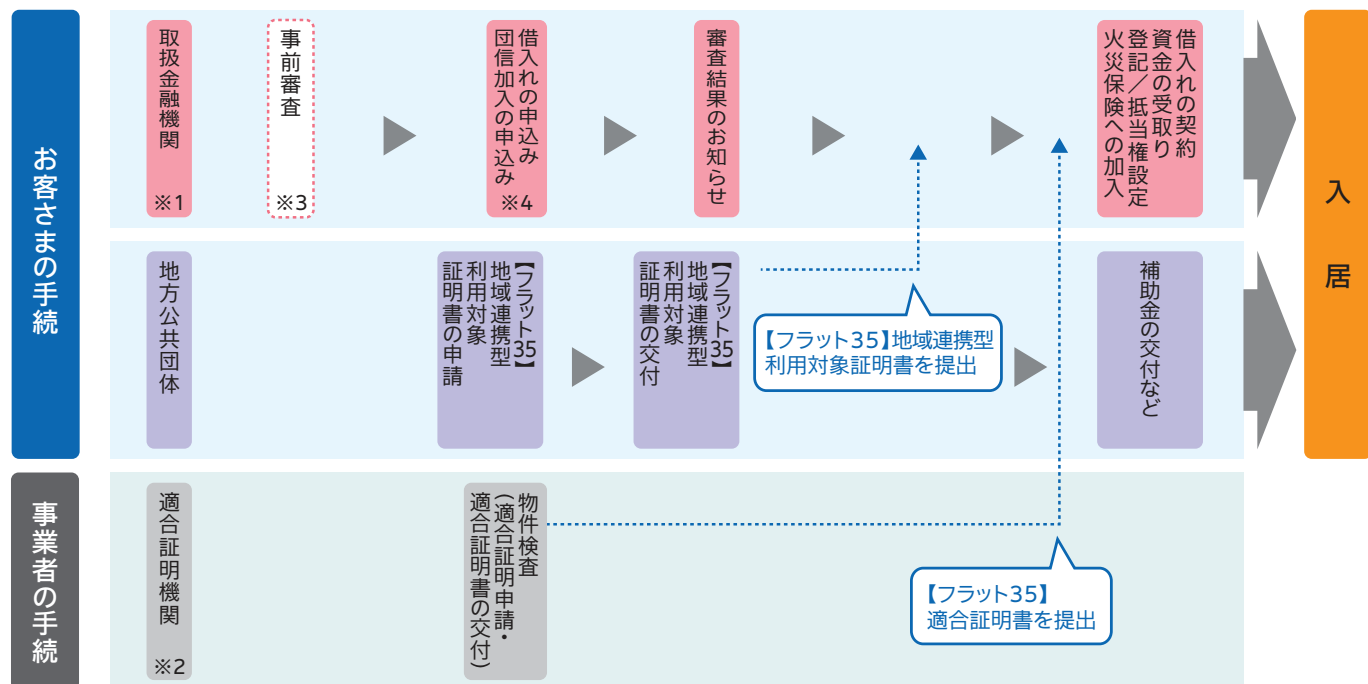 お客さまの手続
取扱金融機関
※1
事前審査
※3
借入れの申込み
団信加入の申込み
※4
審査結果のお知らせ
借入れの契約
資金の受取り
登記／抵当権設定
火災保険への加入
地方公共団体
【フラット35】
地域連携型
利用対象
証明書の申請
【フラット35】
地域連携型
利用対象
証明書の交付
【フラット35】地域連携型
利用対象証明書を提出
補助金の交付など
入居
事業者の手続
適合証明機関
※2
物件検査
(適合証明申請・
適合証明書の交付)
【フラット35】
適合証明書を提出